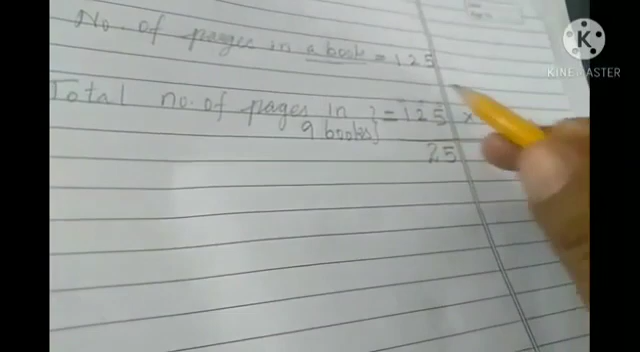 No. of pages in a book = 125
Total no. of pages in } = 125 ×
9 books
25
KINEMASTER